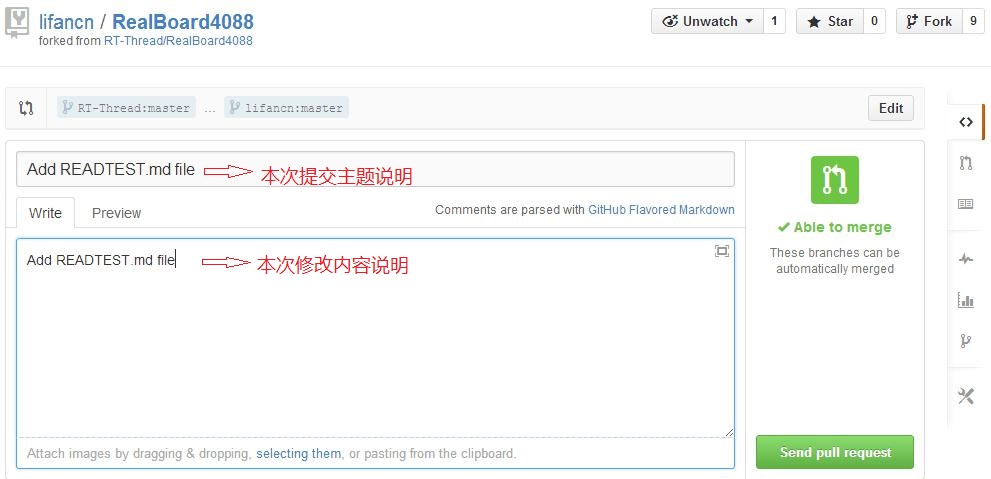 lifancn / RealBoard4088
Unwatch 1 Star 0 Fork 9
forked from RT-Thread/RealBoard4088
RT-Thread:master ... lifancn:master Edit
Add READTEST.md file 本次提交主题说明
Write Preview Comments are parsed with GitHub Flavored Markdown
Add READTEST.md file 本次修改内容说明
Attach images by dragging & dropping, selecting them, or pasting from the clipboard.
Able to merge
These branches can be
automatically merged
Send pull request